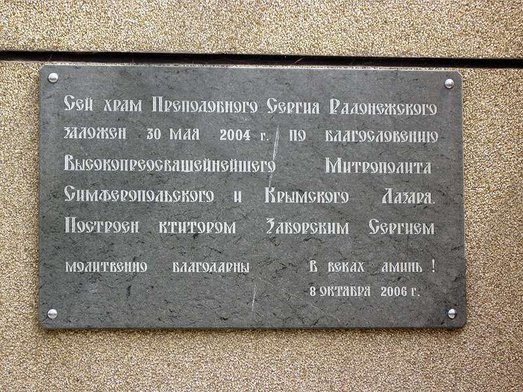 Сей храм Преподобного Сергия Радонежского
заложен 30 мая 2004 г. по благословению
Высокопреосвяшейнейшего Митрополита
Симферопольского и Крымского Лазаря.
Построен ктитором Заворским Сергием
молитвенно благодарны В веках аминь!
8 октября 2006 г.